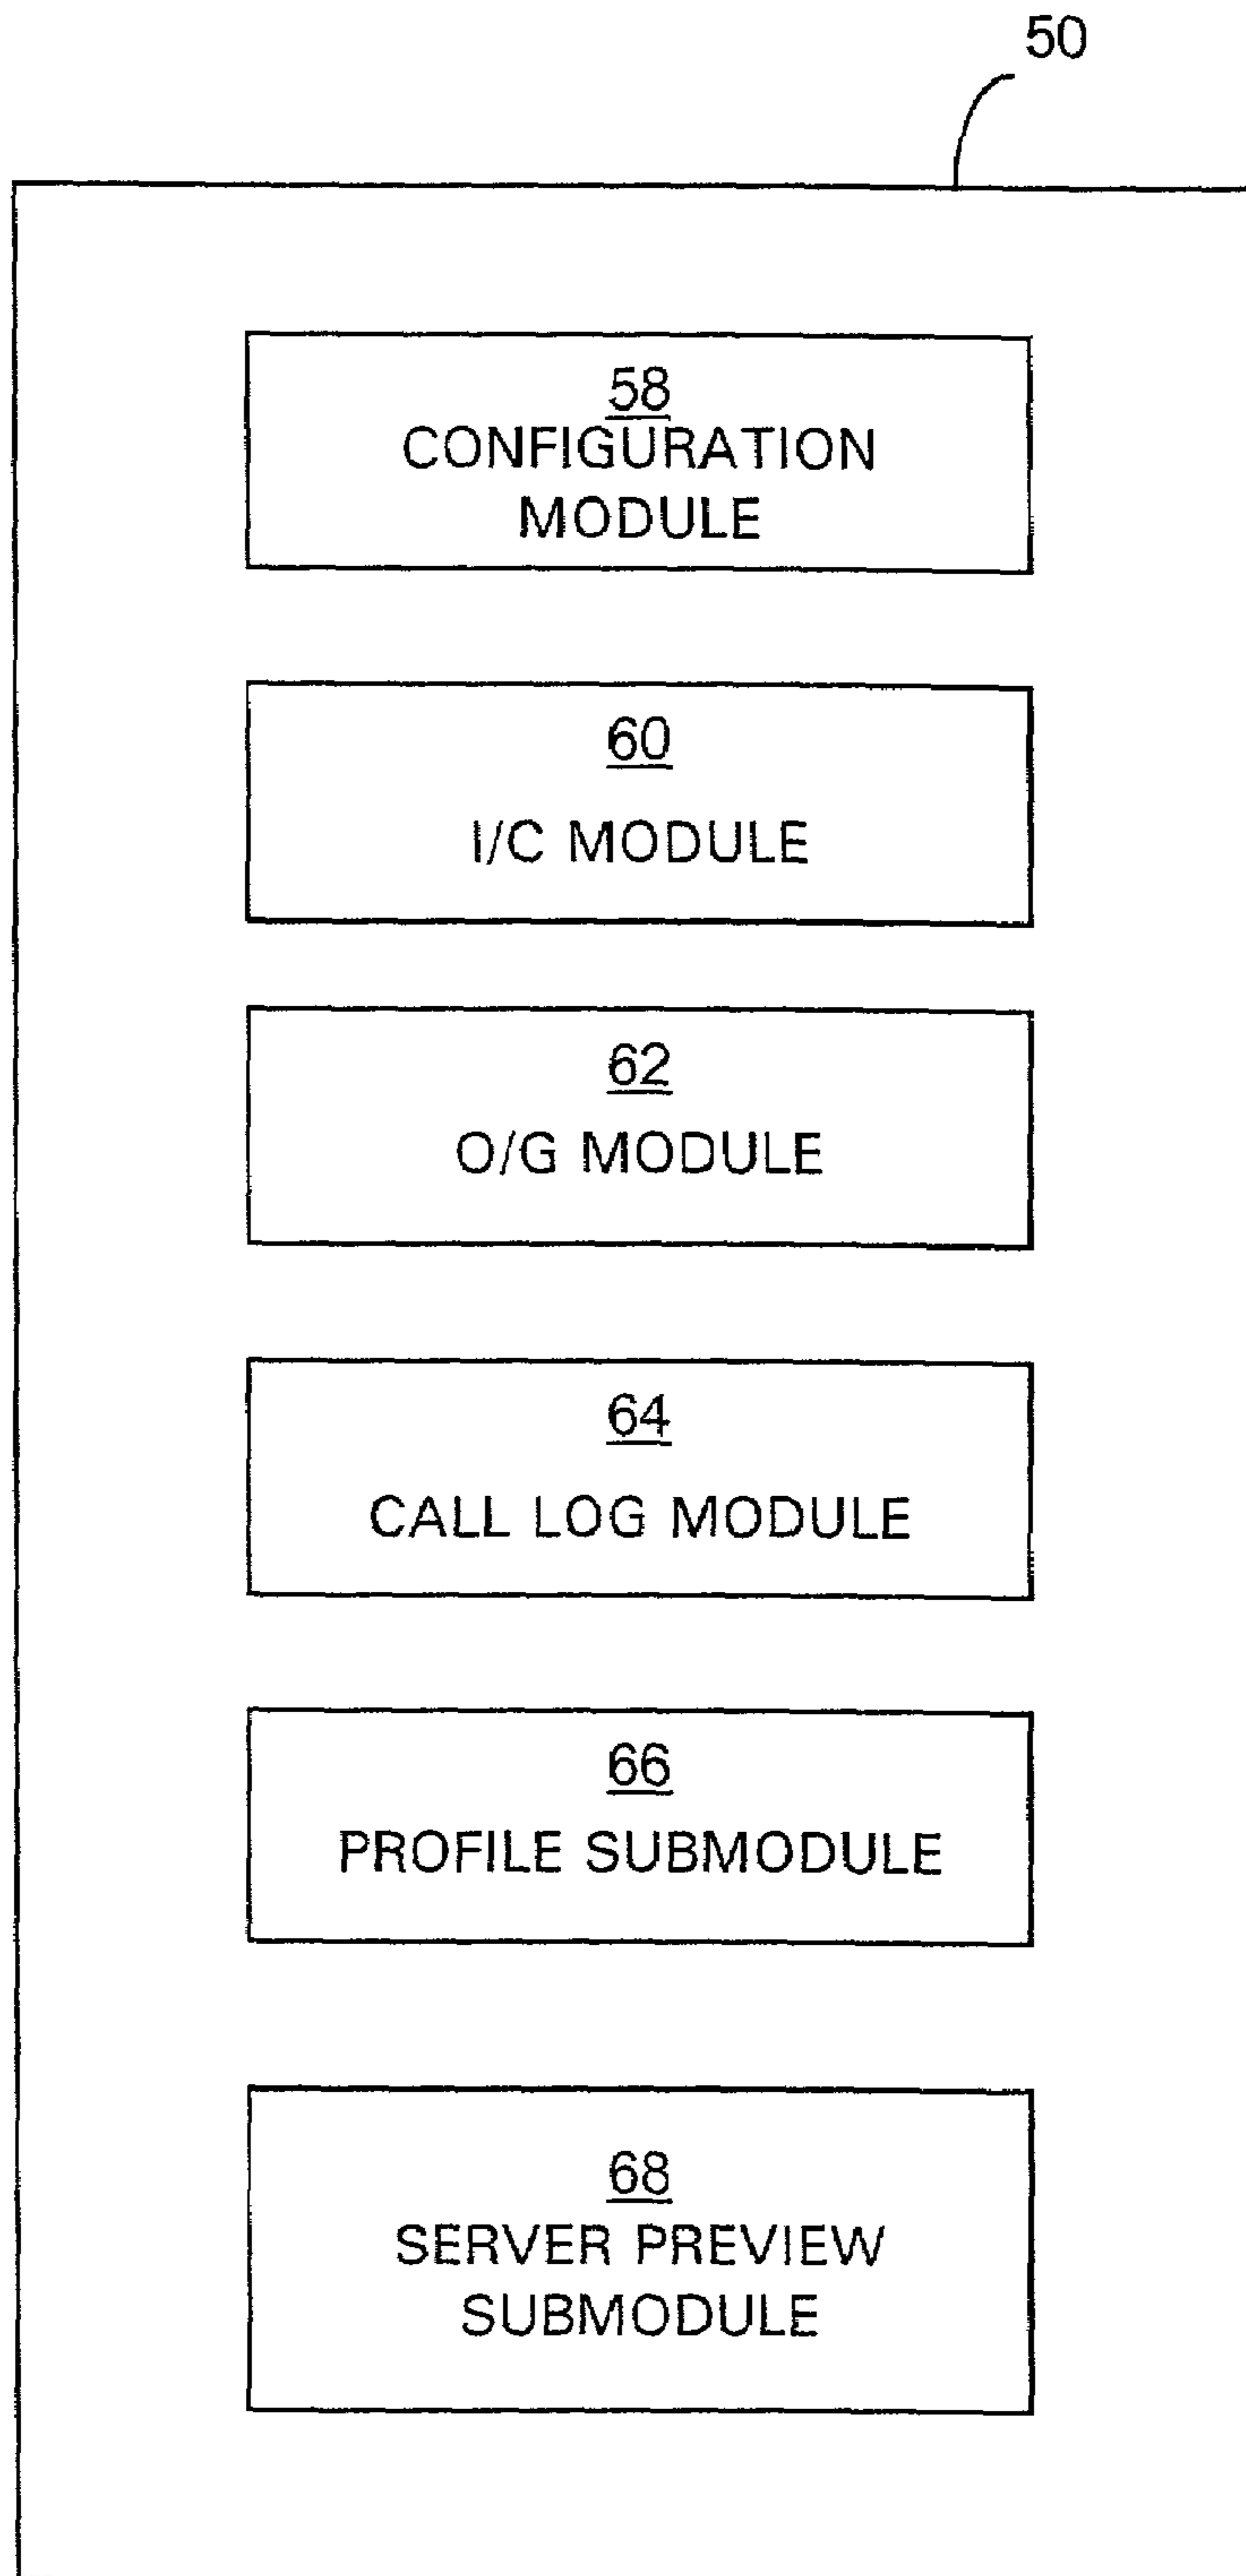 50
58
CONFIGURATION
MODULE
60
I/C MODULE
62
O/G MODULE
64
CALL LOG MODULE
66
PROFILE SUBMODULE
68
SERVER PREVIEW
SUBMODULE